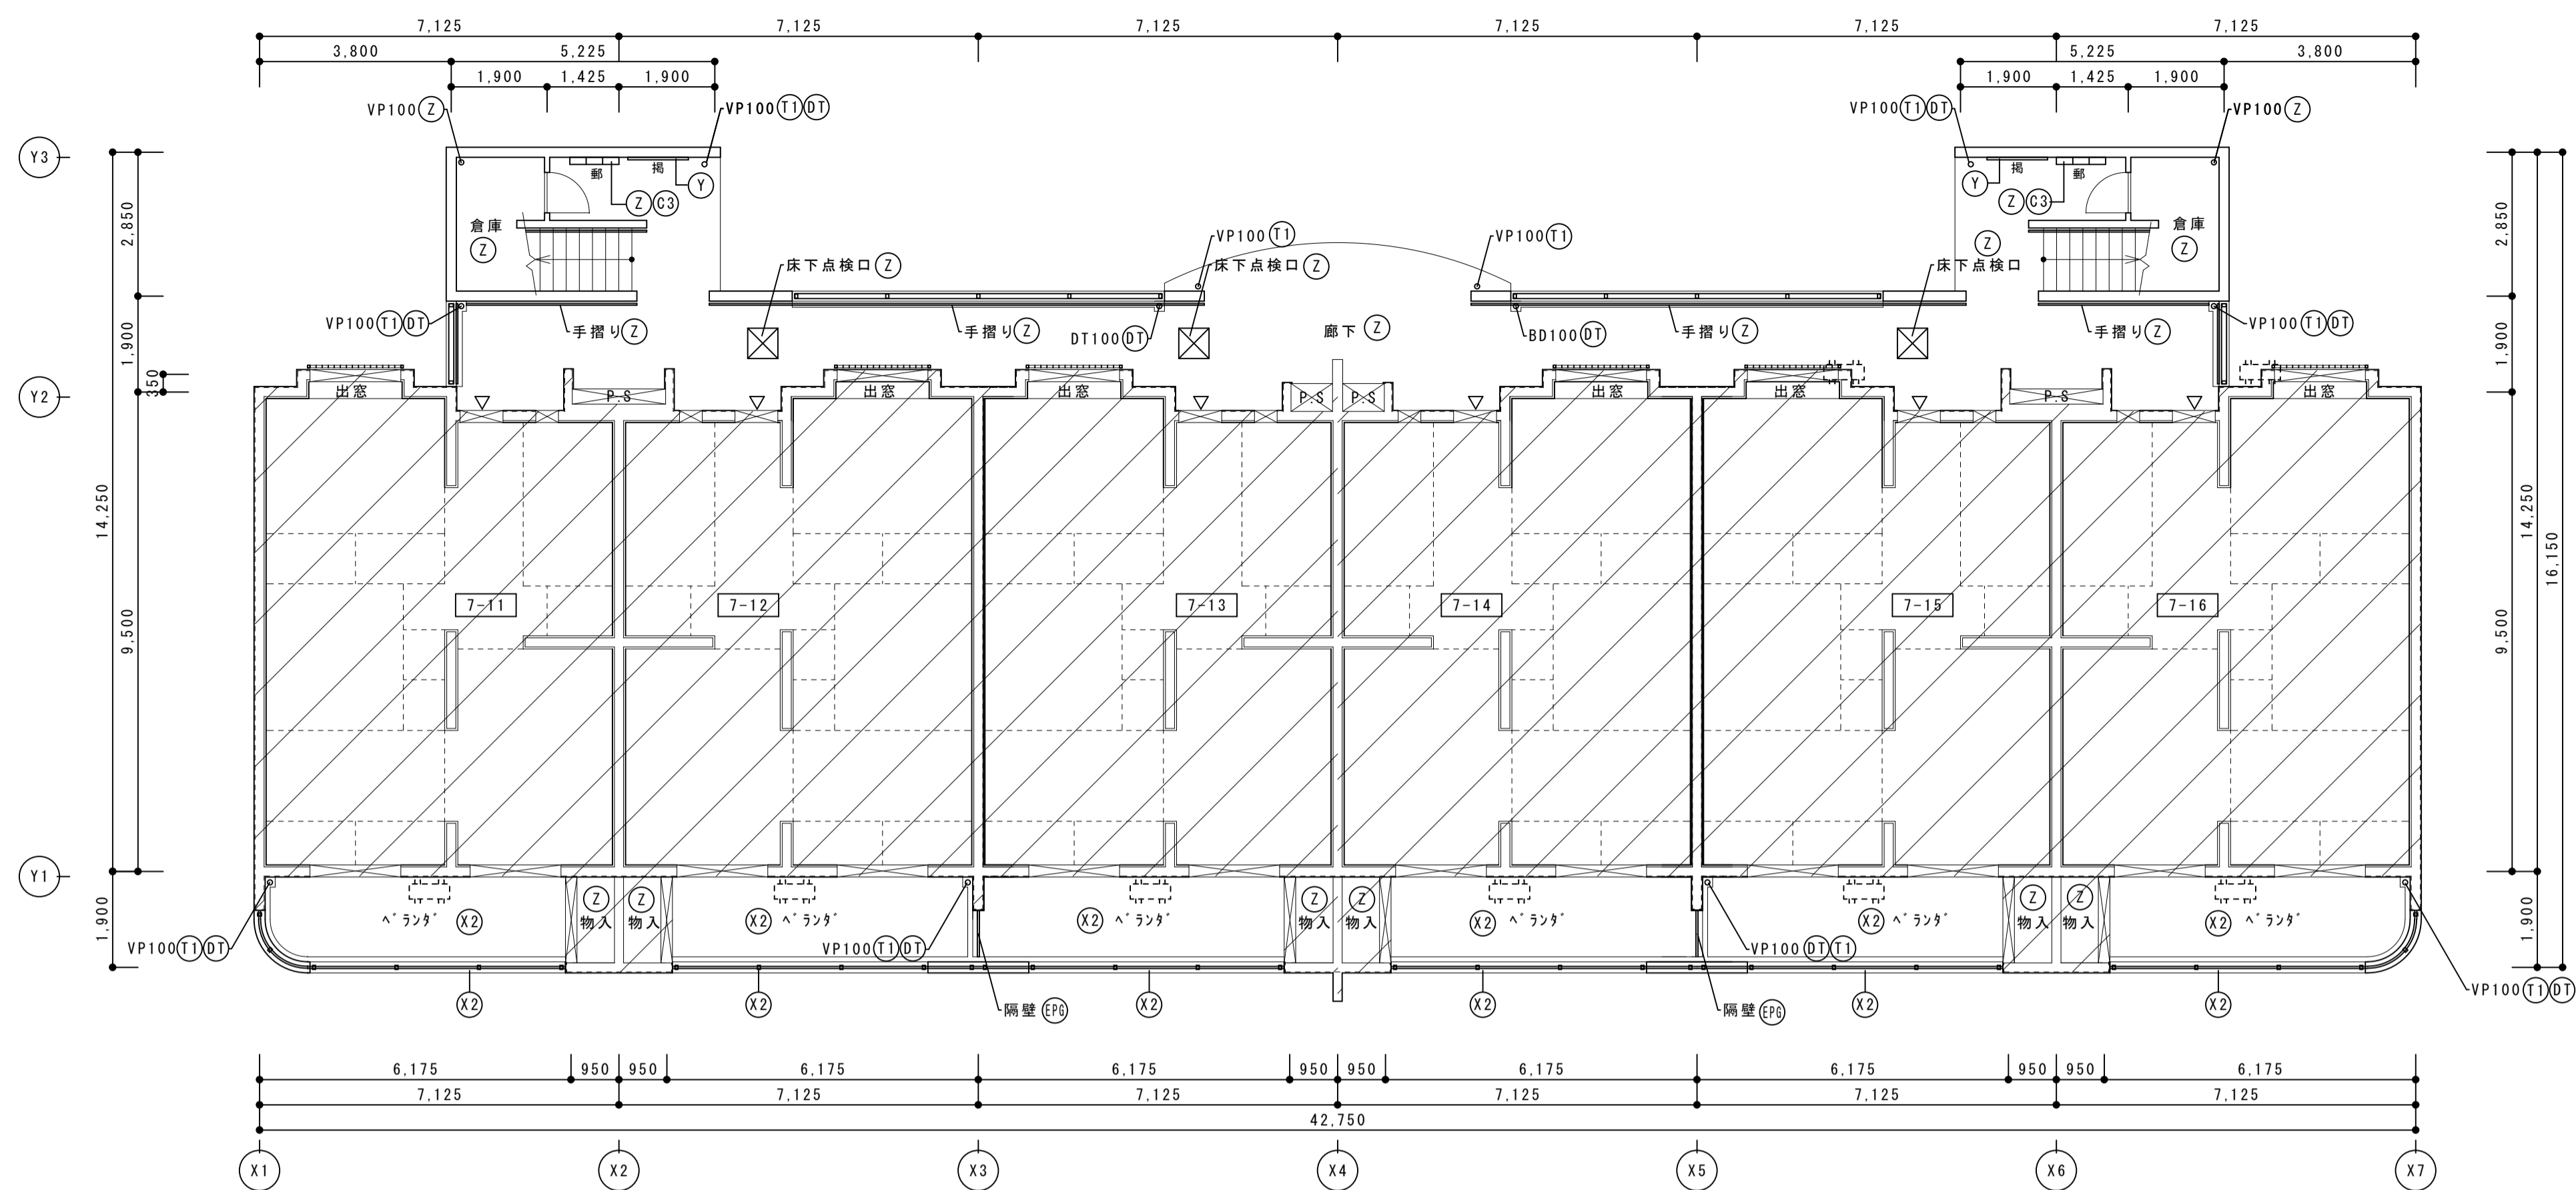 7,125 7,125 7,125 7,125 7,125 7,125
3,800 5,225 5,225 3,800
1,900 1,425 1,900 1,900 1,425 1,900
VP100 Z VP100 T1 DT VP100 T1 DT VP100 Z
Y3
郵 掲 掲 郵
Y Y
Z C3 Z C3
倉庫 倉庫
Z Z Z
2,850 2,850
VP100 T1 VP100 T1
床下点検口 Z 床下点検口 Z 床下点検口
VP100 T1 DT 手摺り Z 手摺り Z DT100 DT 廊下 Z BD100 DT 手摺り Z 手摺り Z VP100 T1 DT
1,900 1,900
350
Y2
出窓 P.S 出窓 出窓 P.S P.S 出窓 出窓 P.S 出窓
14,250 14,250
16,150
9,500 9,500
7-11 7-12 7-13 7-14 7-15 7-16
Y1
1,900 1,900
ベランダ X2 Z 物入 Z 物入 X2 ベランダ X2 ベランダ Z 物入 Z 物入 X2 ベランダ X2 ベランダ Z 物入 Z 物入 X2 ベランダ
VP100 T1 DT VP100 T1 DT VP100 DT T1 VP100 T1 DT
X2 X2 隔壁 EPG X2 X2 隔壁 EPG X2 X2
6,175 950 950 6,175 6,175 950 950 6,175 6,175 950 950 6,175
7,125 7,125 7,125 7,125 7,125 7,125
42,750
X1 X2 X3 X4 X5 X6 X7